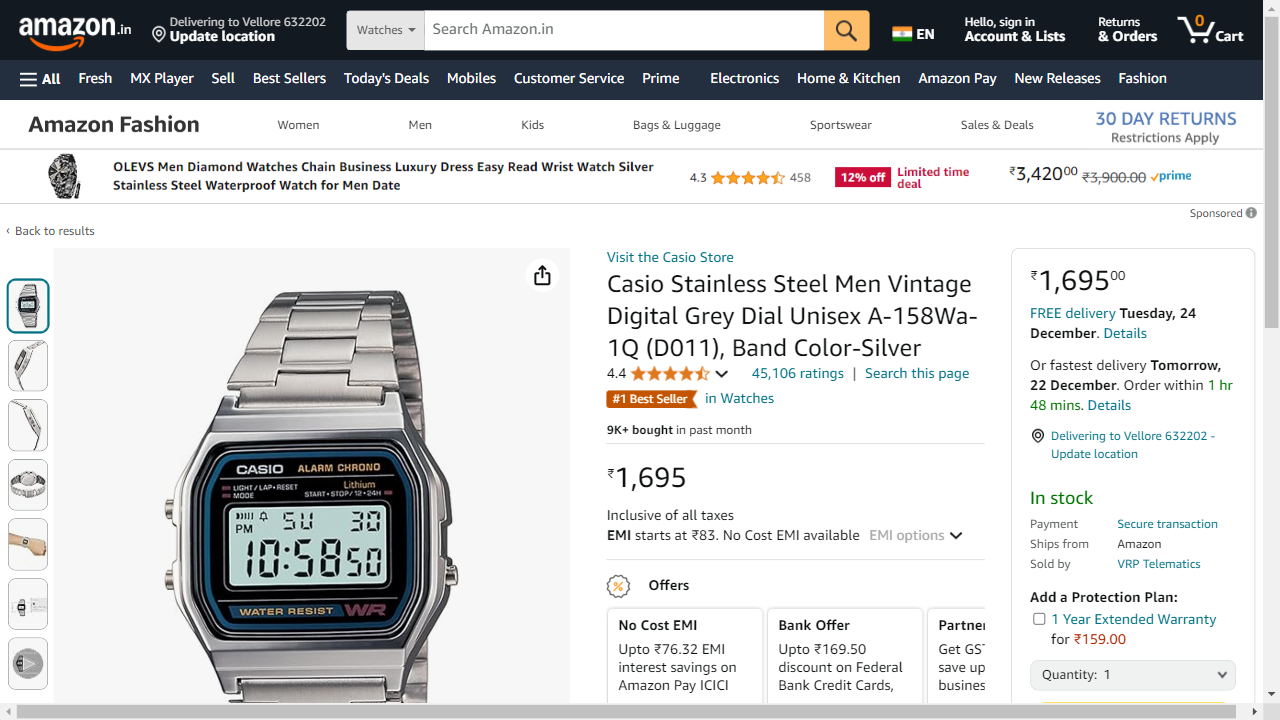 amazon.in
Delivering to Vellore 632202
Update location
Watches
Search Amazon.in
EN
Hello, sign in
Account & Lists
Returns
& Orders
0
Cart
All
Fresh
MX Player
Sell
Best Sellers
Today's Deals
Mobiles
Customer Service
Prime
Electronics
Home & Kitchen
Amazon Pay
New Releases
Fashion
Amazon Fashion
Women
Men
Kids
Bags & Luggage
Sportswear
Sales & Deals
30 DAY RETURNS
Restrictions Apply
OLEVS Men Diamond Watches Chain Business Luxury Dress Easy Read Wrist Watch Silver
Stainless Steel Waterproof Watch for Men Date
4.3
458
12% off
Limited time
deal
₹3,42000
₹3,900.00
prime
Sponsored
‹ Back to results
CASIO
ALARM CHRONO
LIGHT/LAP•RESET
MODE
Lithium
START•STOP/12•24H
PM
SU
30
10:58 50
WATER RESIST WR
Visit the Casio Store
Casio Stainless Steel Men Vintage
Digital Grey Dial Unisex A-158Wa-
1Q (D011), Band Color-Silver
4.4
45,106 ratings | Search this page
#1 Best Seller
in Watches
9K+ bought in past month
₹1,695
Inclusive of all taxes
EMI starts at ₹83. No Cost EMI available EMI options
Offers
No Cost EMI
Upto ₹76.32 EMI
interest savings on
Amazon Pay ICICI
Bank Offer
Upto ₹169.50
discount on Federal
Bank Credit Cards,
Partner
Get GST
save up
busines
₹1,69500
FREE delivery Tuesday, 24
December. Details
Or fastest delivery Tomorrow,
22 December. Order within 1 hr
48 mins. Details
Delivering to Vellore 632202 -
Update location
In stock
Payment
Secure transaction
Ships from
Amazon
Sold by
VRP Telematics
Add a Protection Plan:
1 Year Extended Warranty
for ₹159.00
Quantity: 1